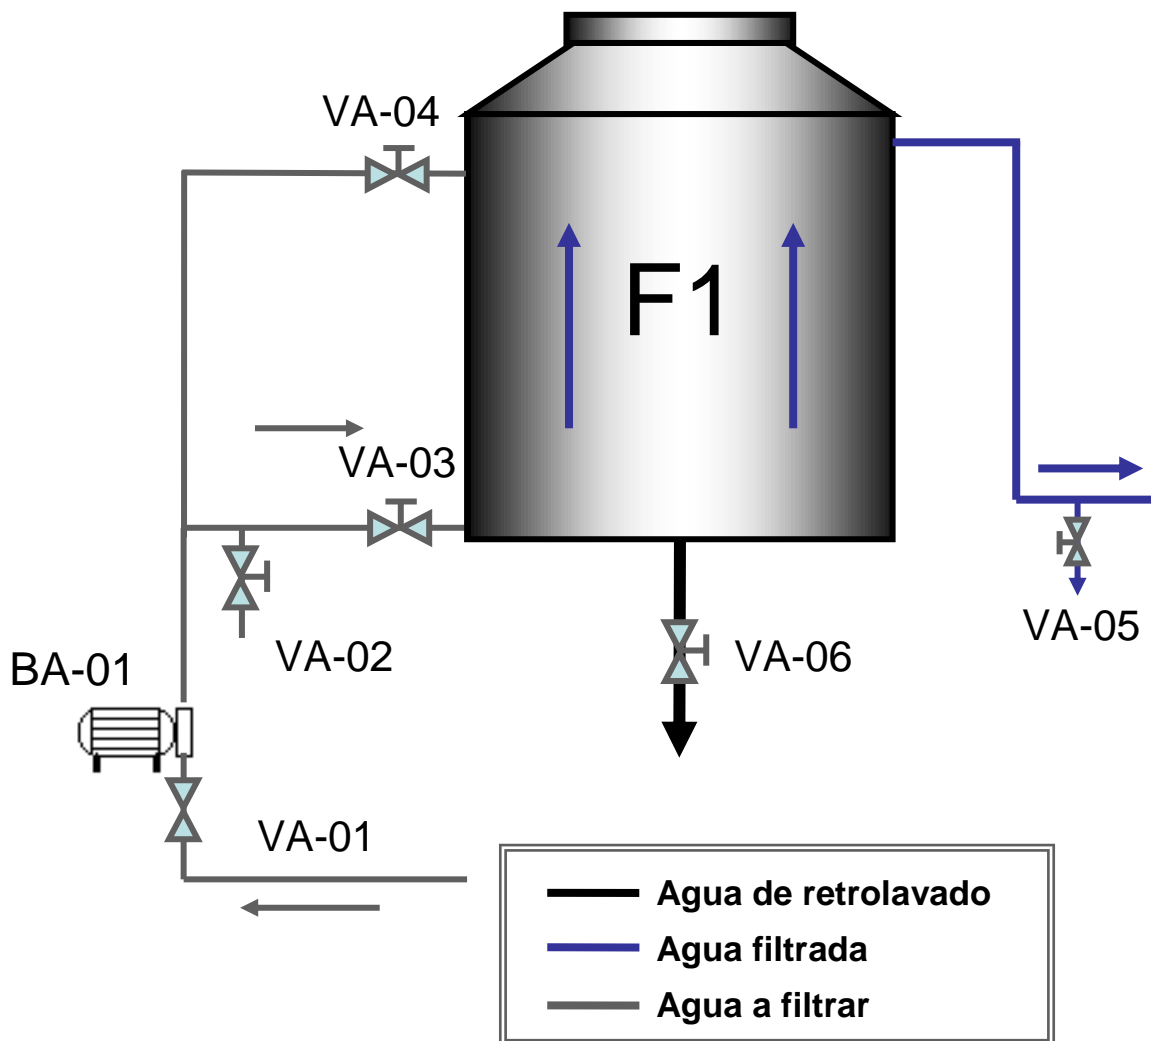 VA-04
F1
VA-03
VA-05
VA-02
VA-06
BA-01
VA-01
Agua de retrolavado
Agua filtrada
Agua a filtrar